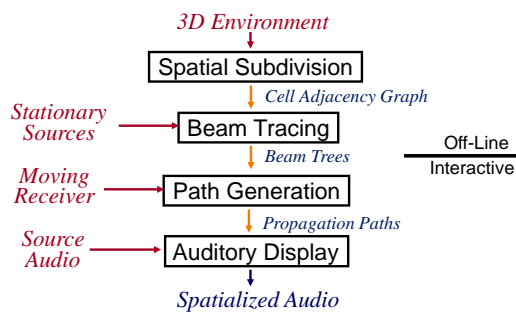 3D Environment
Spatial Subdivision
Cell Adjacency Graph
Stationary
Sources
Beam Tracing
Off-Line
Beam Trees
Interactive
Moving
Receiver
Path Generation
Propagation Paths
Source
Audio
Auditory Display
Spatialized Audio